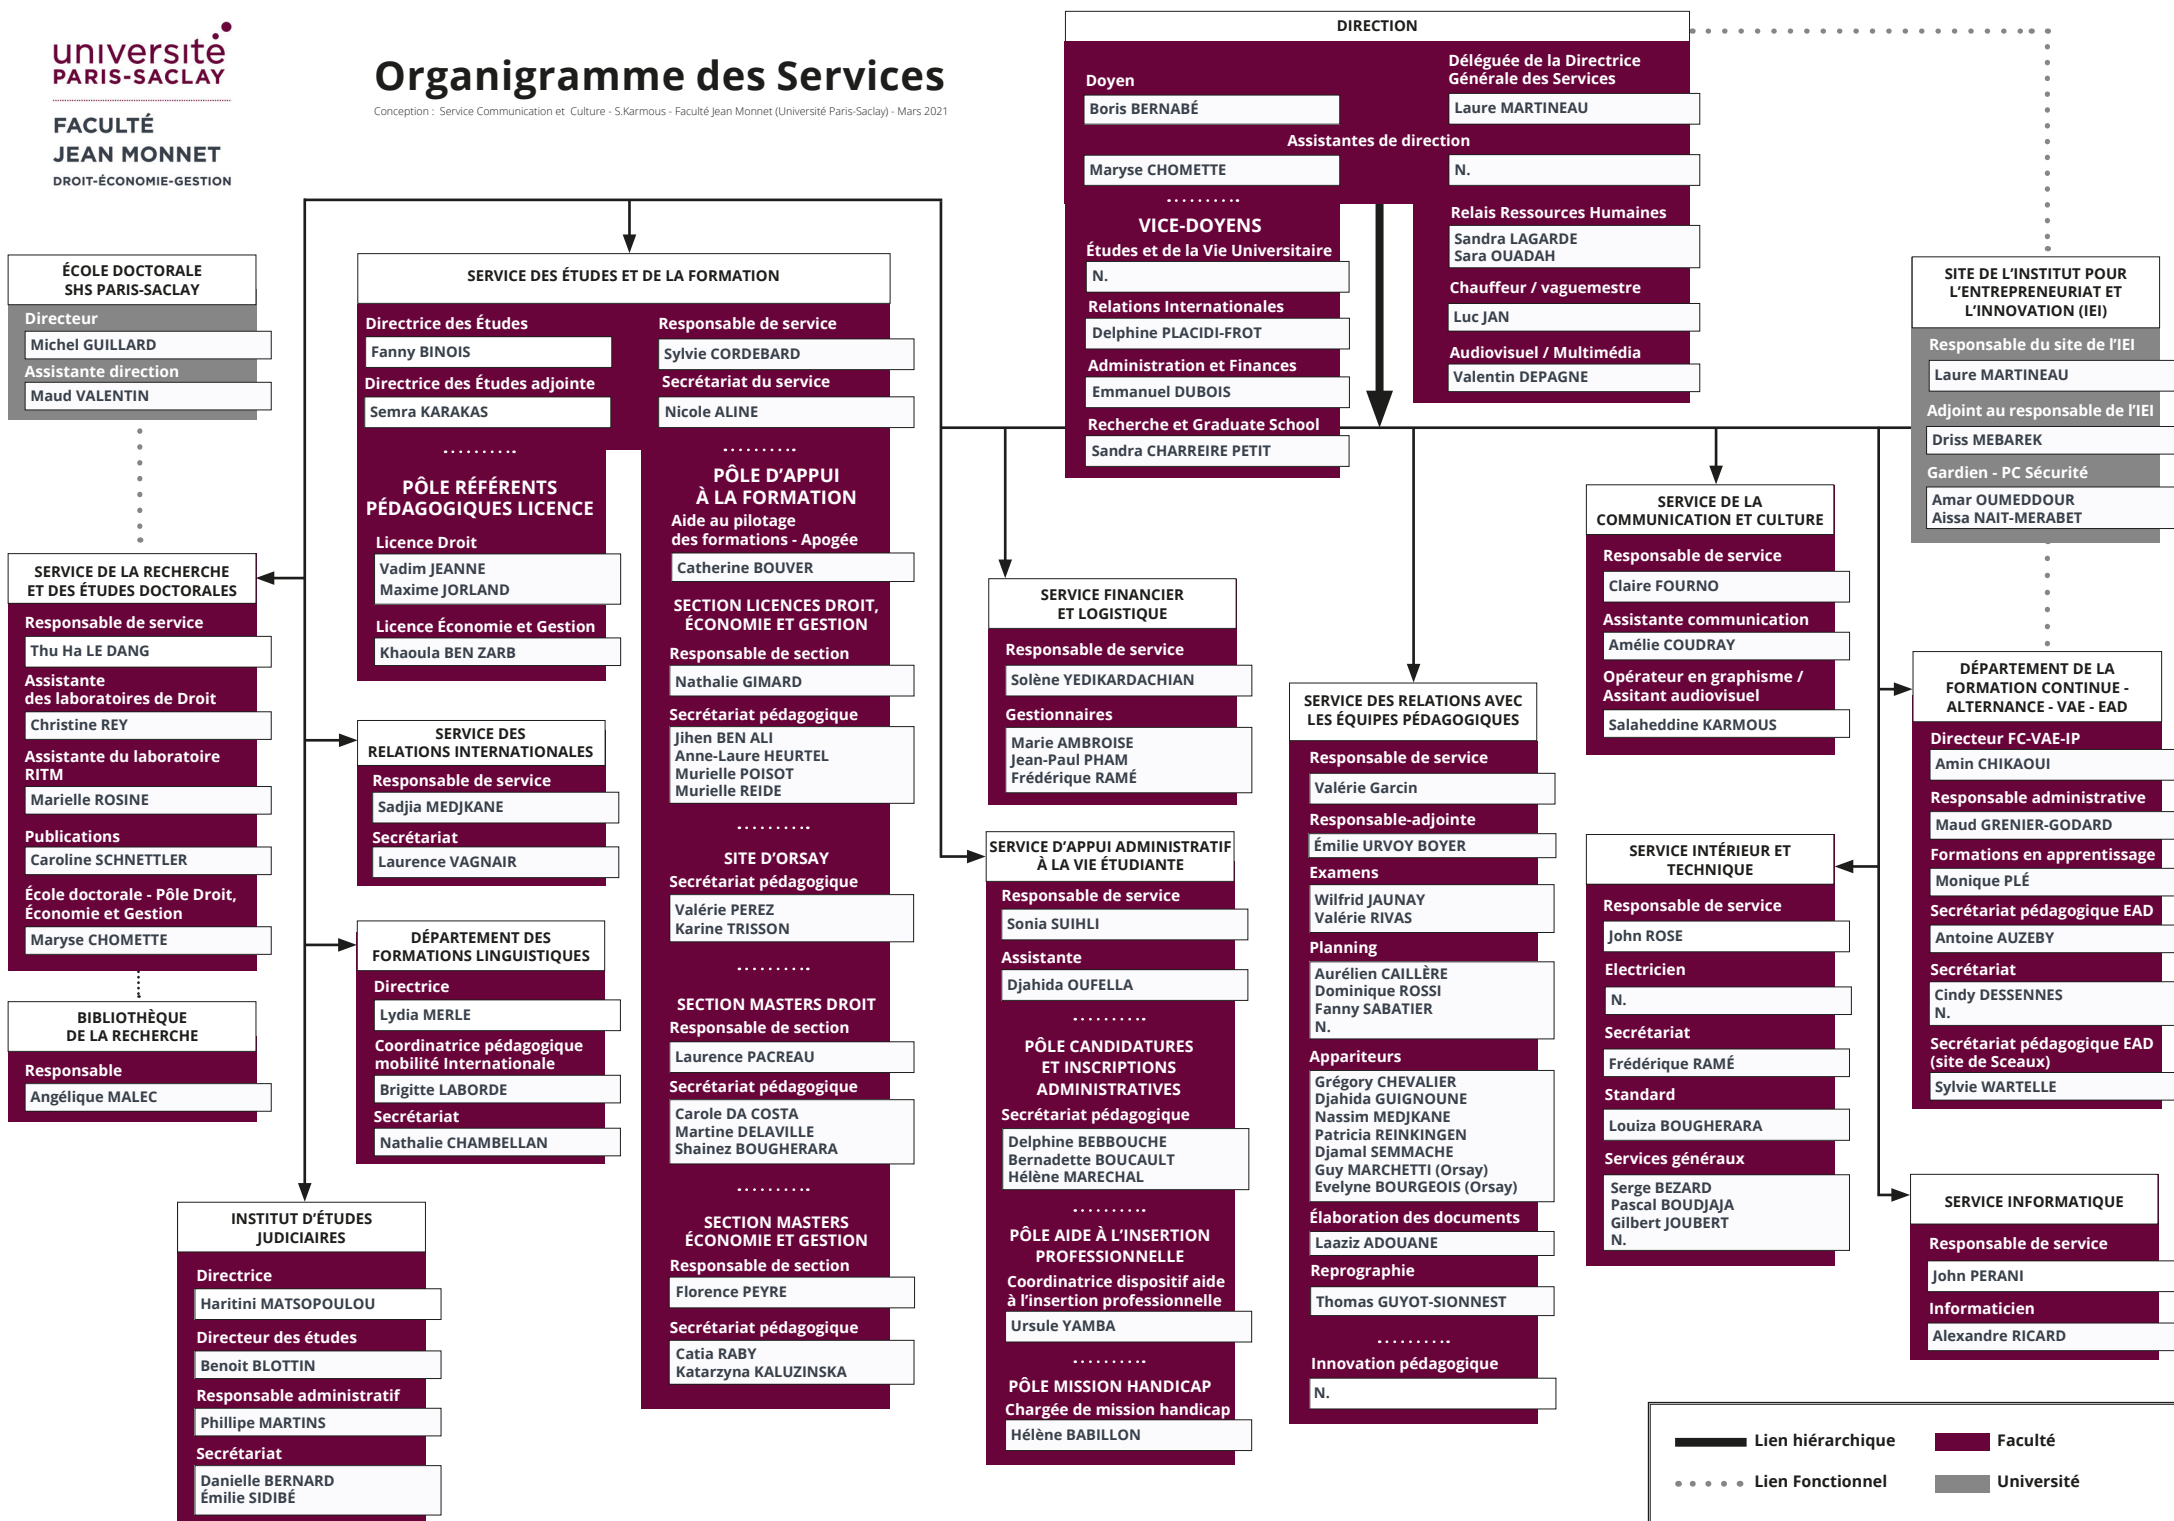 université
PARIS-SACLAY
FACULTÉ
JEAN MONNET
DROIT-ÉCONOMIE-GESTION
Organigramme des Services
Conception : Service Communication et Culture - S.Karmous - Faculté Jean Monnet (Université Paris-Saclay) - Mars 2021
DIRECTION
Doyen
Boris BERNABÉ
Déléguée de la Directrice
Générale des Services
Laure MARTINEAU
Assistantes de direction
Maryse CHOMETTE
N.
VICE-DOYENS
Études et de la Vie Universitaire
N.
Relations Internationales
Delphine PLACIDI-FROT
Administration et Finances
Emmanuel DUBOIS
Recherche et Graduate School
Sandra CHARREIRE PETIT
Relais Ressources Humaines
Sandra LAGARDE
Sara OUADAH
Chauffeur / vaguemestre
Luc JAN
Audiovisuel / Multimédia
Valentin DEPAGNE
ÉCOLE DOCTORALE
SHS PARIS-SACLAY
Directeur
Michel GUILLARD
Assistante direction
Maud VALENTIN
SERVICE DE LA RECHERCHE
ET DES ÉTUDES DOCTORALES
Responsable de service
Thu Ha LE DANG
Assistante
des laboratoires de Droit
Christine REY
Assistante du laboratoire
RITM
Marielle ROSINE
Publications
Caroline SCHNETTLER
École doctorale - Pôle Droit,
Économie et Gestion
Maryse CHOMETTE
BIBLIOTHÈQUE
DE LA RECHERCHE
Responsable
Angélique MALEC
INSTITUT D'ÉTUDES
JUDICIAIRES
Directrice
Haritini MATSOPOULOU
Directeur des études
Benoit BLOTTIN
Responsable administratif
Phillipe MARTINS
Secrétariat
Danielle BERNARD
Émilie SIDIBÉ
SERVICE DES ÉTUDES ET DE LA FORMATION
Directrice des Études
Fanny BINOIS
Directrice des Études adjointe
Semra KARAKAS
Responsable de service
Sylvie CORDEBARD
Secrétariat du service
Nicole ALINE
PÔLE RÉFÉRENTS
PÉDAGOGIQUES LICENCE
Licence Droit
Vadim JEANNE
Maxime JORLAND
Licence Économie et Gestion
Khaoula BEN ZARB
SERVICE DES
RELATIONS INTERNATIONALES
Responsable de service
Sadjia MEDJKANE
Secrétariat
Laurence VAGNAIR
DÉPARTEMENT DES
FORMATIONS LINGUISTIQUES
Directrice
Lydia MERLE
Coordinatrice pédagogique
mobilité Internationale
Brigitte LABORDE
Secrétariat
Nathalie CHAMBELLAN
PÔLE D'APPUI
À LA FORMATION
Aide au pilotage
des formations - Apogée
Catherine BOUVER
SECTION LICENCES DROIT,
ÉCONOMIE ET GESTION
Responsable de section
Nathalie GIMARD
Secrétariat pédagogique
Jihen BEN ALI
Anne-Laure HEURTEL
Murielle POISOT
Murielle REIDE
SITE D'ORSAY
Secrétariat pédagogique
Valérie PEREZ
Karine TRISSON
SECTION MASTERS DROIT
Responsable de section
Laurence PACREAU
Secrétariat pédagogique
Carole DA COSTA
Martine DELAVILLE
Shainez BOUGHERARA
SECTION MASTERS
ÉCONOMIE ET GESTION
Responsable de section
Florence PEYRE
Secrétariat pédagogique
Catia RABY
Katarzyna KALUZINSKA
SERVICE FINANCIER
ET LOGISTIQUE
Responsable de service
Solène YEDIKARDACHIAN
Gestionnaires
Marie AMBROISE
Jean-Paul PHAM
Frédérique RAMÉ
SERVICE D'APPUI ADMINISTRATIF
À LA VIE ÉTUDIANTE
Responsable de service
Sonia SUIHLI
Assistante
Djahida OUFELLA
PÔLE CANDIDATURES
ET INSCRIPTIONS
ADMINISTRATIVES
Secrétariat pédagogique
Delphine BEBBOUCHE
Bernadette BOUCAULT
Hélène MARECHAL
PÔLE AIDE À L'INSERTION
PROFESSIONNELLE
Coordinatrice dispositif aide
à l'insertion professionnelle
Ursule YAMBA
PÔLE MISSION HANDICAP
Chargée de mission handicap
Hélène BABILLON
SERVICE DES RELATIONS AVEC
LES ÉQUIPES PÉDAGOGIQUES
Responsable de service
Valérie Garcin
Responsable-adjointe
Émilie URVOY BOYER
Examens
Wilfrid JAUNAY
Valérie RIVAS
Planning
Aurélien CAILLÈRE
Dominique ROSSI
Fanny SABATIER
N.
Appariteurs
Grégory CHEVALIER
Djahida GUIGNOUNE
Nassim MEDJKANE
Patricia REINKINGEN
Djamal SEMMACHE
Guy MARCHETTI (Orsay)
Evelyne BOURGEOIS (Orsay)
Élaboration des documents
Laaziz ADOUANE
Reprographie
Thomas GUYOT-SIONNEST
Innovation pédagogique
N.
SERVICE DE LA
COMMUNICATION ET CULTURE
Responsable de service
Claire FOURNO
Assistante communication
Amélie COUDRAY
Opérateur en graphisme /
Assitant audiovisuel
Salaheddine KARMOUS
SERVICE INTÉRIEUR ET
TECHNIQUE
Responsable de service
John ROSE
Electricien
N.
Secrétariat
Frédérique RAMÉ
Standard
Louiza BOUGHERARA
Services généraux
Serge BEZARD
Pascal BOUDJAJA
Gilbert JOUBERT
N.
SITE DE L'INSTITUT POUR
L'ENTREPRENEURIAT ET
L'INNOVATION (IEI)
Responsable du site de l'IEI
Laure MARTINEAU
Adjoint au responsable de l'IEI
Driss MEBAREK
Gardien - PC Sécurité
Amar OUMEDDOUR
Aissa NAIT-MERABET
DÉPARTEMENT DE LA
FORMATION CONTINUE -
ALTERNANCE - VAE - EAD
Directeur FC-VAE-IP
Amin CHIKAOUI
Responsable administrative
Maud GRENIER-GODARD
Formations en apprentissage
Monique PLÉ
Secrétariat pédagogique EAD
Antoine AUZEBY
Secrétariat
Cindy DESSENNES
N.
Secrétariat pédagogique EAD
(site de Sceaux)
Sylvie WARTELLE
SERVICE INFORMATIQUE
Responsable de service
John PERANI
Informaticien
Alexandre RICARD
Lien hiérarchique
Faculté
Lien Fonctionnel
Université